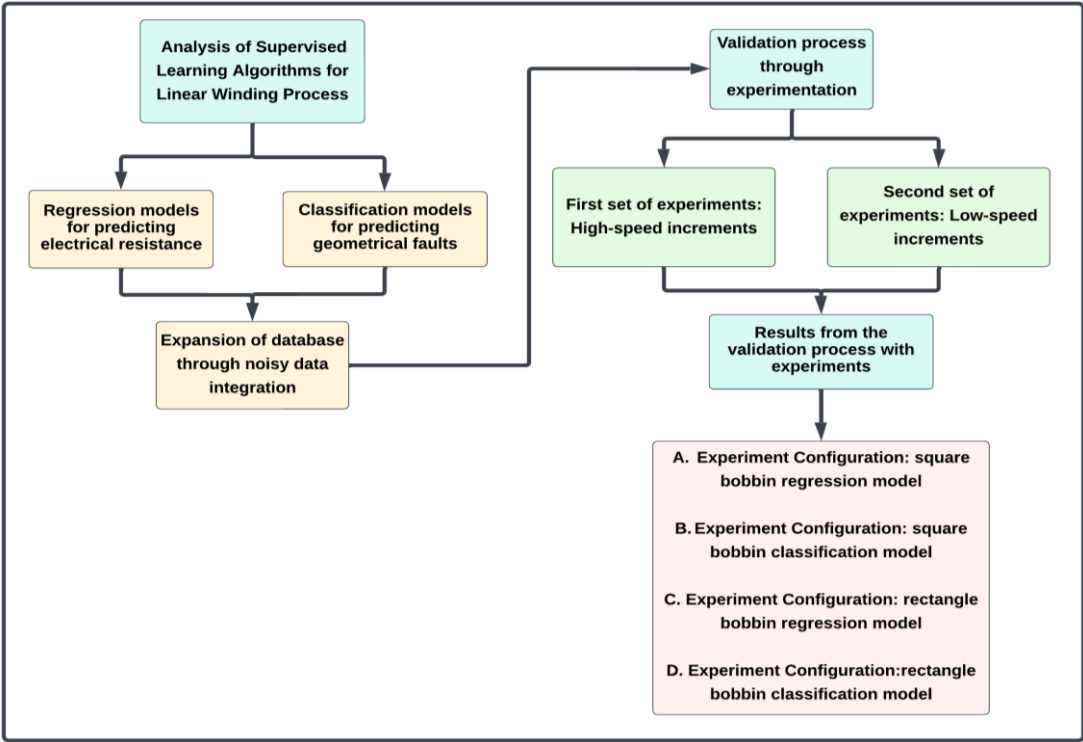 Analysis of Supervised
Learning Algorithms for
Linear Winding Process
Regression models
for predicting
electrical resistance
Classification models
for predicting
geometrical faults
Expansion of database
through noisy data
integration
Validation process
through
experimentation
First set of experiments:
High-speed increments
Second set of
experiments: Low-speed
increments
Results from the
validation process with
experiments
A. Experiment Configuration: square
bobbin regression model
B. Experiment Configuration: square
bobbin classification model
C. Experiment Configuration: rectangle
bobbin regression model
D. Experiment Configuration:rectangle
bobbin classification model